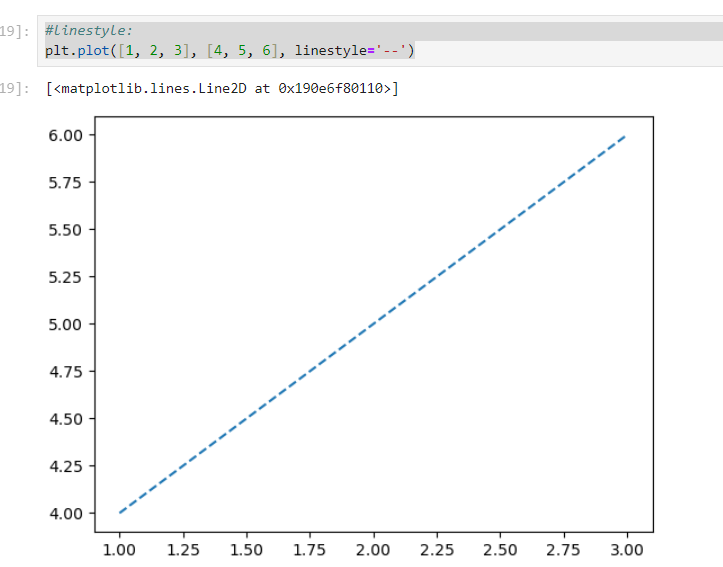 19]: #linestyle:
plt.plot([1, 2, 3], [4, 5, 6], linestyle='--')
19]: [<matplotlib.lines.Line2D at 0x190e6f80110>]
6.00
5.75
5.50
5.25
5.00
4.75
4.50
4.25
4.00
1.00 1.25 1.50 1.75 2.00 2.25 2.50 2.75 3.00